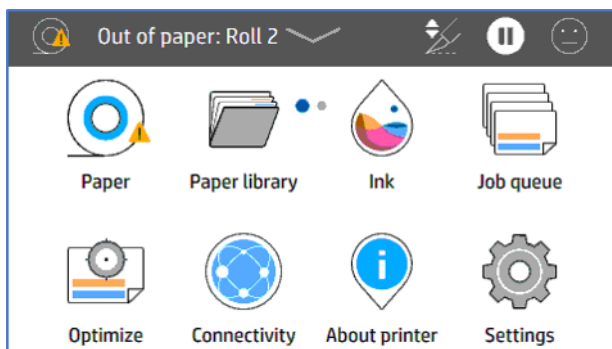 Out of paper: Roll 2
Paper Paper library Ink Job queue
Optimize Connectivity About printer Settings